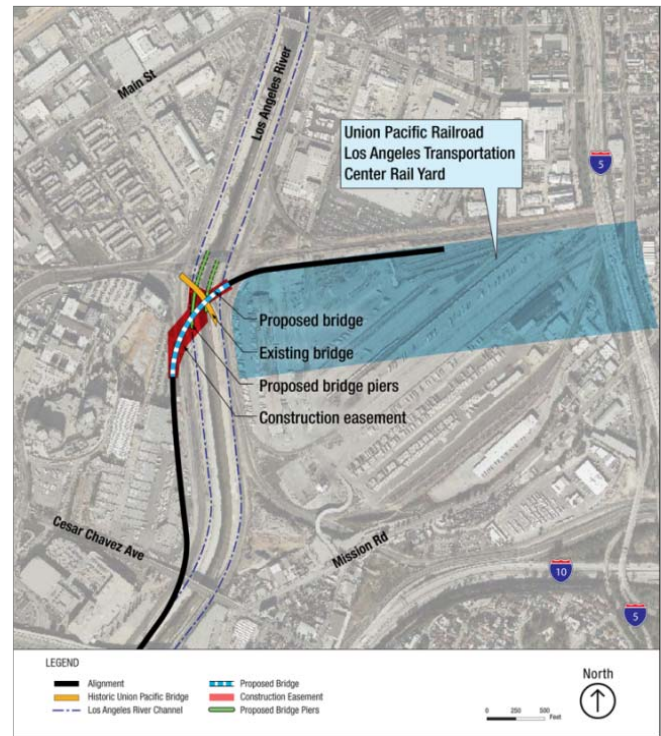 Main St
Los Angeles River
Union Pacific Railroad
Los Angeles Transportation
Center Rail Yard
5
Proposed bridge
Existing bridge
Proposed bridge piers
Construction easement
Cesar Chavez Ave
Mission Rd
10
5
LEGEND
Alignment
Historic Union Pacific Bridge
Los Angeles River Channel
Proposed Bridge
Construction Easement
Proposed Bridge Piers
0 250 500
Feet
North